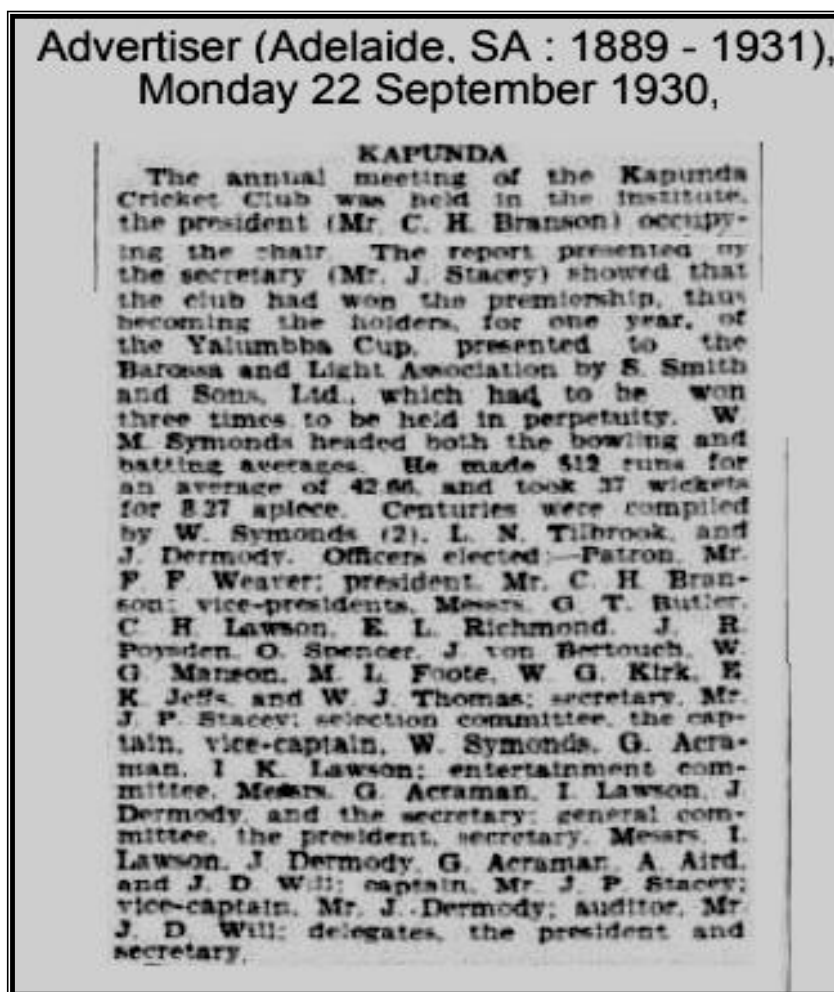 Advertiser (Adelaide, SA : 1889 - 1931),
Monday 22 September 1930,
KAPUNDA
The annual meeting of the Kapunda
Cricket Club was held in the institute,
the president (Mr. C. H. Branson) occupy-
ing the chair. The report presented by
the secretary (Mr. J. Stacey) showed that
the club had won the premiership, thus
becoming the holders, for one year, of
the Yalumbba Cup, presented to the
Barossa and Light Association by S. Smith
and Sons, Ltd., which had to be won
three times to be held in perpetuity. W.
M. Symonds headed both the bowling and
batting averages. He made 512 runs for
an average of 42.66, and took 37 wickets
for 8.27 apiece. Centuries were compiled
by W. Symonds (2), L. N. Tilbrook, and
J. Dermody. Officers elected:—Patron, Mr.
F. F. Weaver; president, Mr. C. H. Bran-
son; vice-presidents, Messrs. G. T. Butler,
C. H. Lawson, E. L. Richmond, J. R.
Poysden, O. Spencer, J. von Bertouch, W.
G. Manson, M. L. Foote, W. G. Kirk, E.
K. Jeffs, and W. J. Thomas; secretary, Mr.
J. P. Stacey; selection committee, the cap-
tain, vice-captain, W. Symonds, G. Acra-
man, I. K. Lawson; entertainment com-
mittee, Messrs. G. Acraman, I. Lawson, J.
Dermody, and the secretary; general com-
mittee, the president, secretary, Messrs. I.
Lawson, J. Dermody, G. Acraman, A. Aird,
and J. D. Will; captain, Mr. J. P. Stacey;
vice-captain, Mr. J. Dermody; auditor, Mr.
J. D. Will; delegates, the president and
secretary.